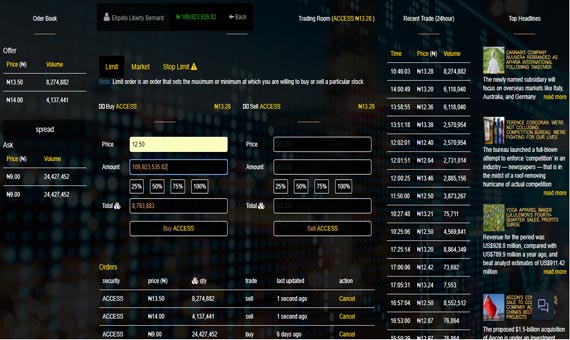 Oder Book
Ekpollo Liberty Bernard
₦ 109,923,535.82
Back
Trading Room (ACCESS ₦13.28 )
Recent Trade (24hour)
Top Headlines
Offer
Price (₦) Volume
₦13.50 8,274,882
₦14.00 4,137,441
spread
Ask
Price (₦) Volume
₦9.00 24,427,452
₦9.00 24,427,452
Limit Market Stop Limit
Note: Limit order is an order that sets the maximum or minimum at which you are willing to buy or sell a particular stock.
Buy ACCESS ₦13.28
Price 12.50
Amount 109,923,535.82
25% 50% 75% 100%
Total 8,793,883
Buy ACCESS
Sell ACCESS ₦13.28
Price
Amount
25% 50% 75% 100%
Total
Sell ACCESS
Orders
security price (₦) qty trade last updated action
ACCESS ₦13.50 8,274,882 sell 1 second ago Cancel
ACCESS ₦14.00 4,137,441 sell 1 second ago Cancel
ACCESS ₦9.00 24,427,452 buy 6 days ago Cancel
Time Price (₦) Volume
10:46:03 ₦13.28 8,274,882
14:00:49 ₦13.20 6,118,040
13:58:55 ₦12.36 6,118,040
13:51:18 ₦13.39 2,570,954
12:02:01 ₦12.40 2,570,954
12:01:51 ₦12.64 2,731,014
12:00:25 ₦13.46 2,885,156
11:56:00 ₦12.50 3,873,267
10:27:48 ₦13.21 75,711
10:25:06 ₦12.50 4,569,841
17:25:14 ₦13.20 8,864,349
17:06:06 ₦12.42 73,692
17:05:31 ₦13.24 7,553
16:57:04 ₦12.50 8,552,512
16:53:00 ₦12.87 76,864
CANNABIS COMPANY
NUUVERA REBRANDED AS
APHRIA INTERNATIONAL
FOLLOWING TAKEOVER
The newly named subsidiary will
focus on overseas markets like Italy,
Australia, and Germany
read more
TERENCE CORCORAN: WE'RE
NOT COLLUDING,
COMPETITION BUREAU. WE'RE
FIGHTING FOR OUR LIVES
The bureau launched a full-blown
attempt to enforce 'competition' in an
industry — newspapers — that is in
the midst of a roof-removing
hurricane of actual competition
read more
YOGA APPAREL MAKER
LULULEMON'S FOURTH-
QUARTER SALES, PROFITS
SURGE
Revenue for the period was
US$928.8 million, compared with
US$789.9 million a year ago, and
beat analyst estimates of US$911.42
million
read more
AECON'S
SALE TO
COMPANY
CHINA'S BELT
PROJECTS
The proposed $1.5-billion acquisition
of Aecon is under an Investment